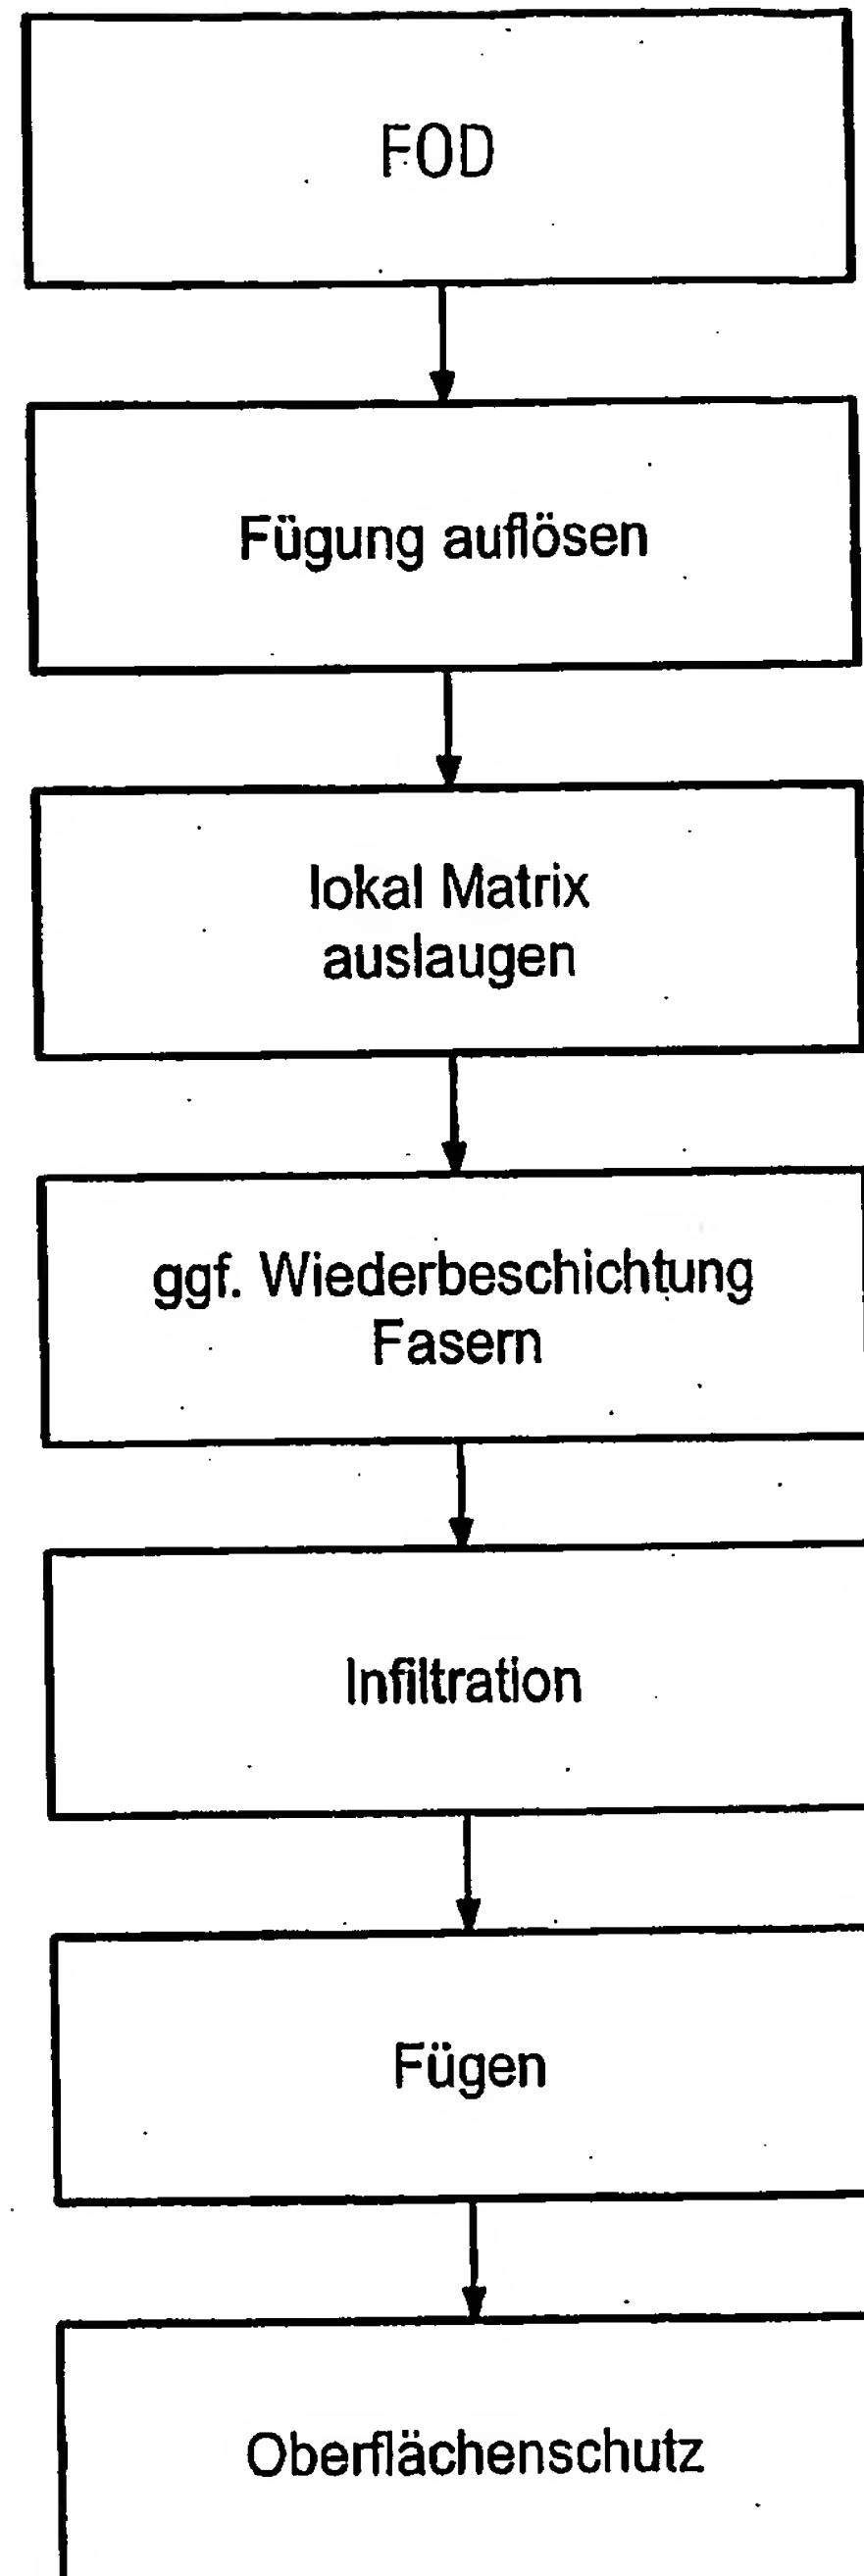 FOD
Fügung auflösen
lokal Matrix
auslaugen
ggf. Wiederbeschichtung
Fasern
Infiltration
Fügen
Oberflächenschutz